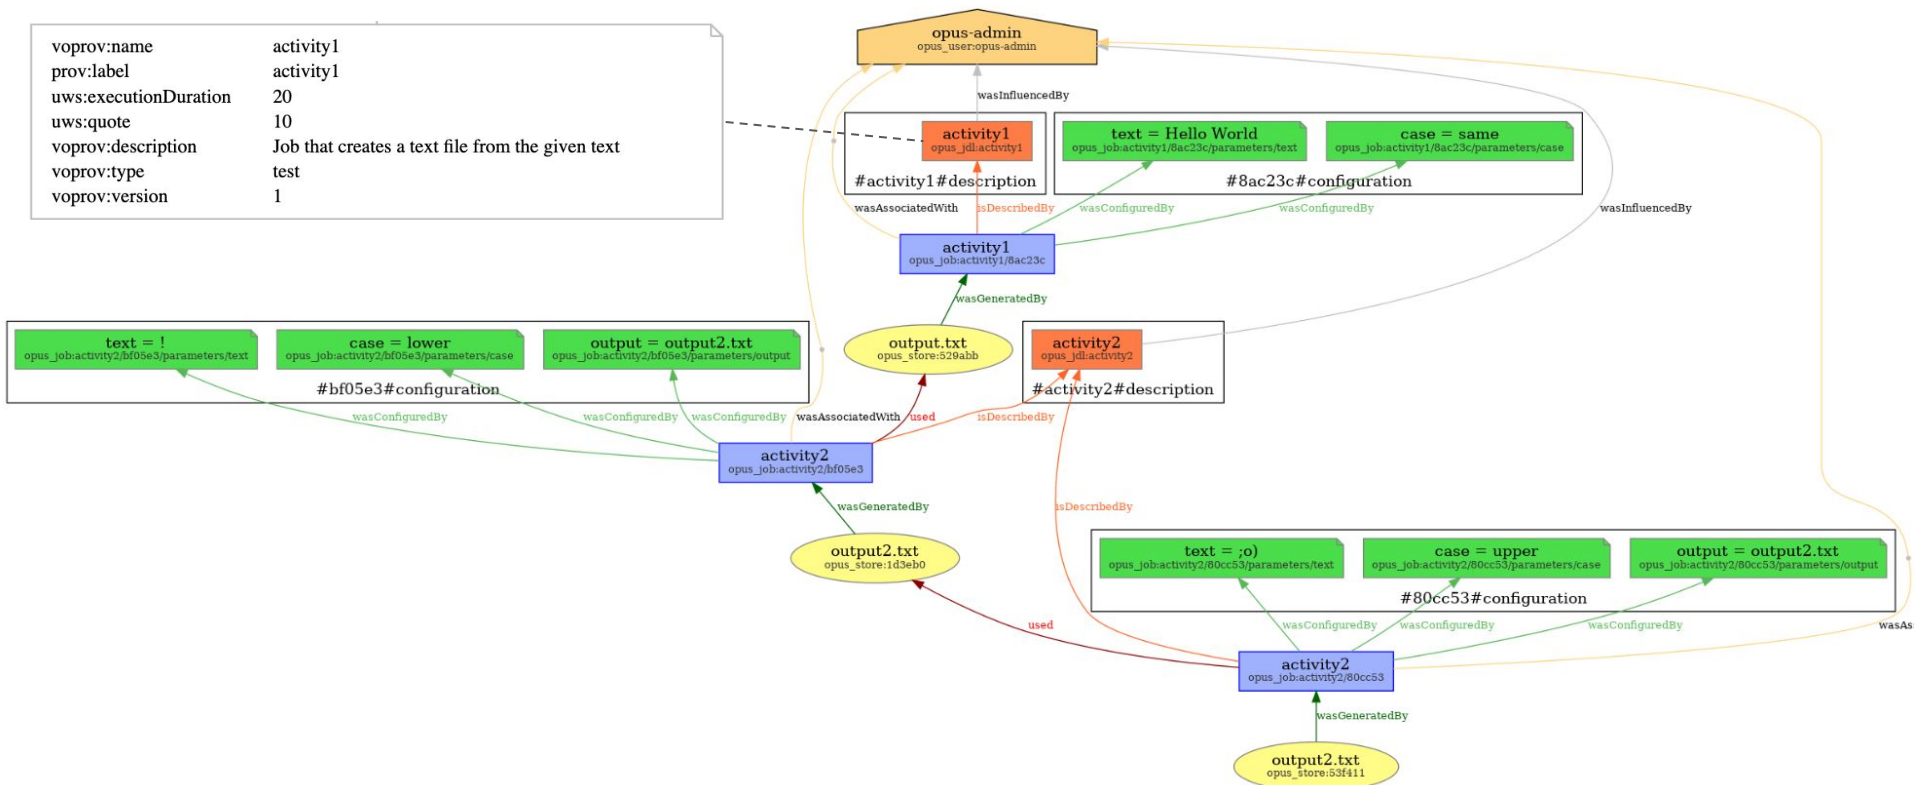 voprov:name activity1
prov:label activity1
uws:executionDuration 20
uws:quote 10
voprov:description Job that creates a text file from the given text
voprov:type test
voprov:version 1
opus-admin
opus_user:opus-admin
wasInfluencedBy
activity1
opus_jdl:activity1
#activity1#description
text = Hello World
opus_job:activity1/8ac23c/parameters/text
case = same
opus_job:activity1/8ac23c/parameters/case
#8ac23c#configuration
wasAssociatedWith
isDescribedBy
wasConfiguredBy
wasConfiguredBy
wasInfluencedBy
activity1
opus_job:activity1/8ac23c
wasGeneratedBy
text = !
opus_job:activity2/bf05e3/parameters/text
case = lower
opus_job:activity2/bf05e3/parameters/case
output = output2.txt
opus_job:activity2/bf05e3/parameters/output
#bf05e3#configuration
output.txt
opus_store:529abb
activity2
opus_jdl:activity2
#activity2#description
wasConfiguredBy
wasConfiguredBy
wasConfiguredBy
wasAssociatedWith
used
isDescribedBy
activity2
opus_job:activity2/bf05e3
wasGeneratedBy
isDescribedBy
output2.txt
opus_store:1d3eb0
text = ;o)
opus_job:activity2/80cc53/parameters/text
case = upper
opus_job:activity2/80cc53/parameters/case
output = output2.txt
opus_job:activity2/80cc53/parameters/output
#80cc53#configuration
used
wasConfiguredBy
wasConfiguredBy
wasConfiguredBy
wasAs
activity2
opus_job:activity2/80cc53
wasGeneratedBy
output2.txt
opus_store:53f411